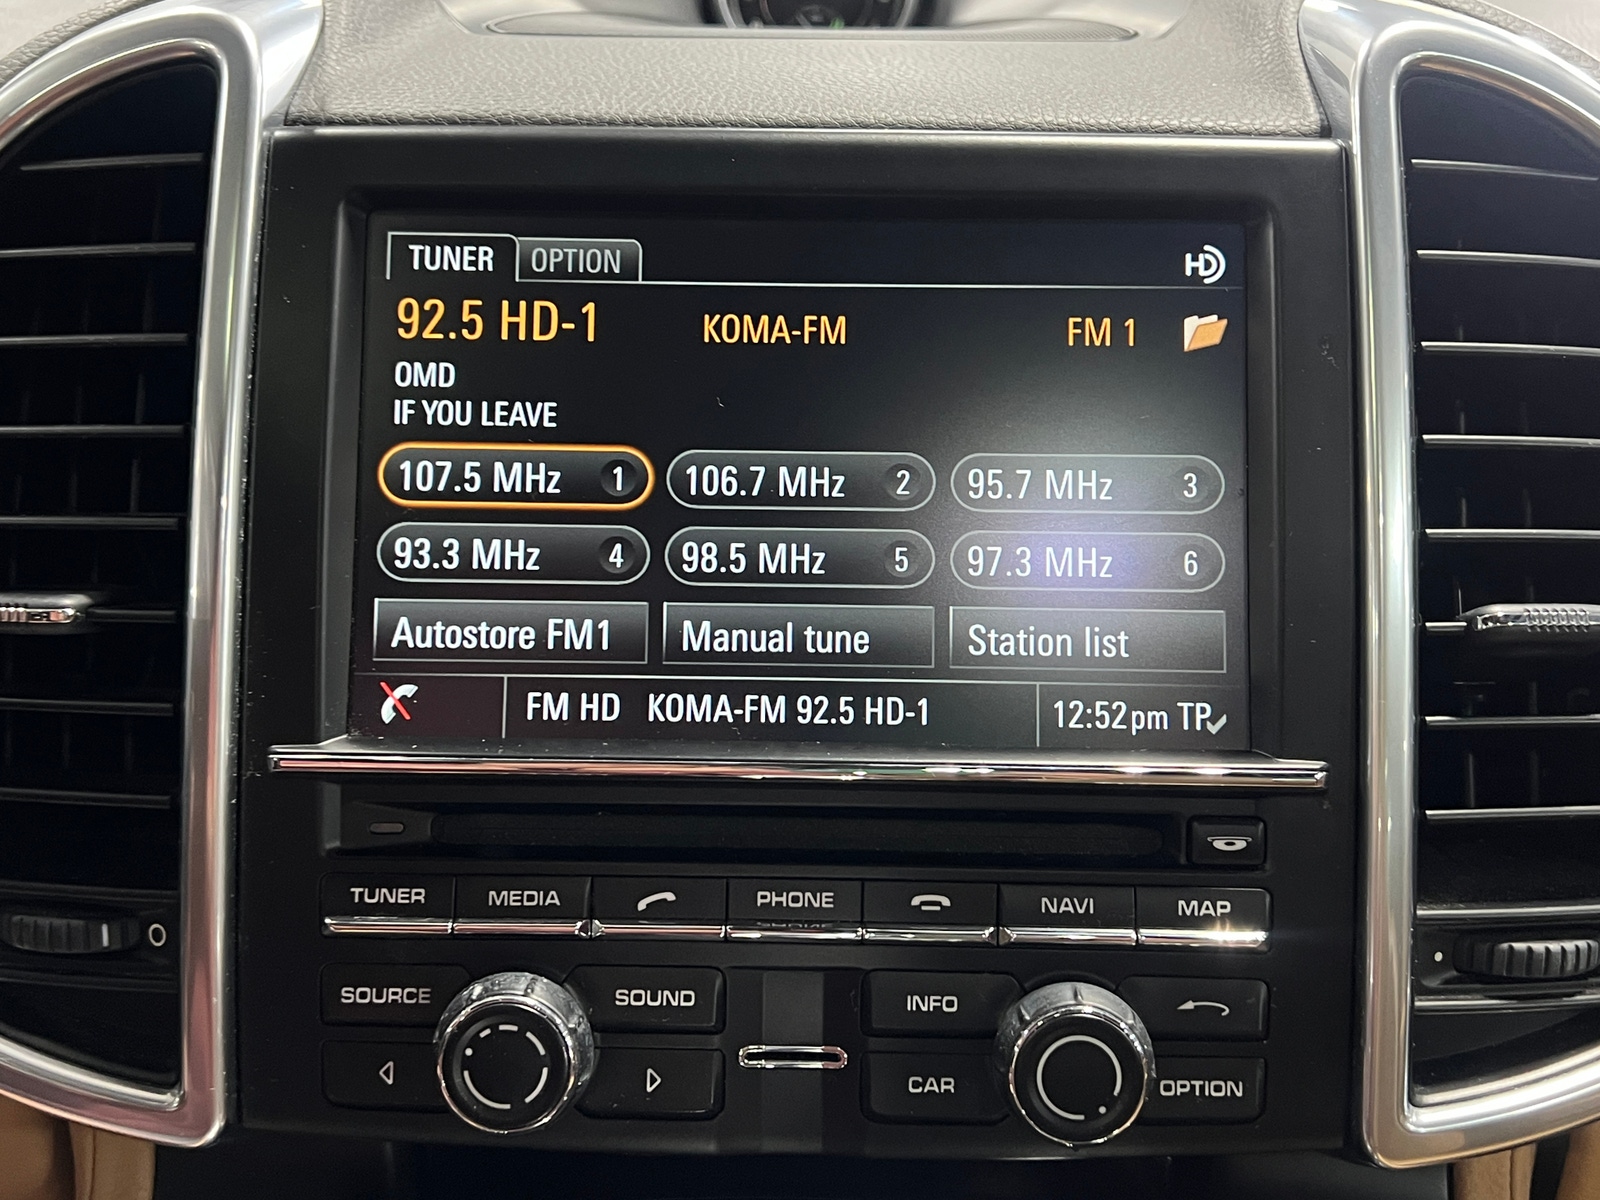 TUNER OPTION HD
92.5 HD-1 KOMA-FM FM 1
OMD
IF YOU LEAVE
107.5 MHz 1 106.7 MHz 2 95.7 MHz 3
93.3 MHz 4 98.5 MHz 5 97.3 MHz 6
Autostore FM1 Manual tune Station list
FM HD KOMA-FM 92.5 HD-1 12:52pm TP
TUNER MEDIA PHONE NAVI MAP
SOURCE SOUND INFO
CAR OPTION